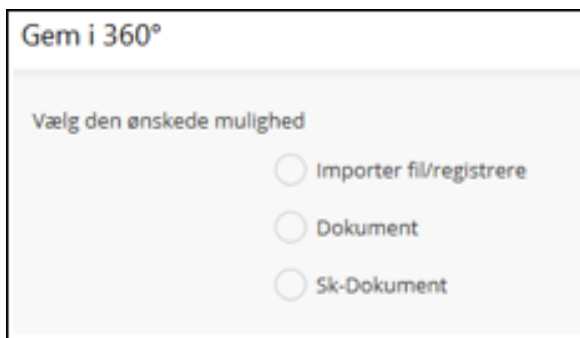 Gem i 360°
Vælg den ønskede mulighed
Importer fil/registrere
Dokument
Sk-Dokument